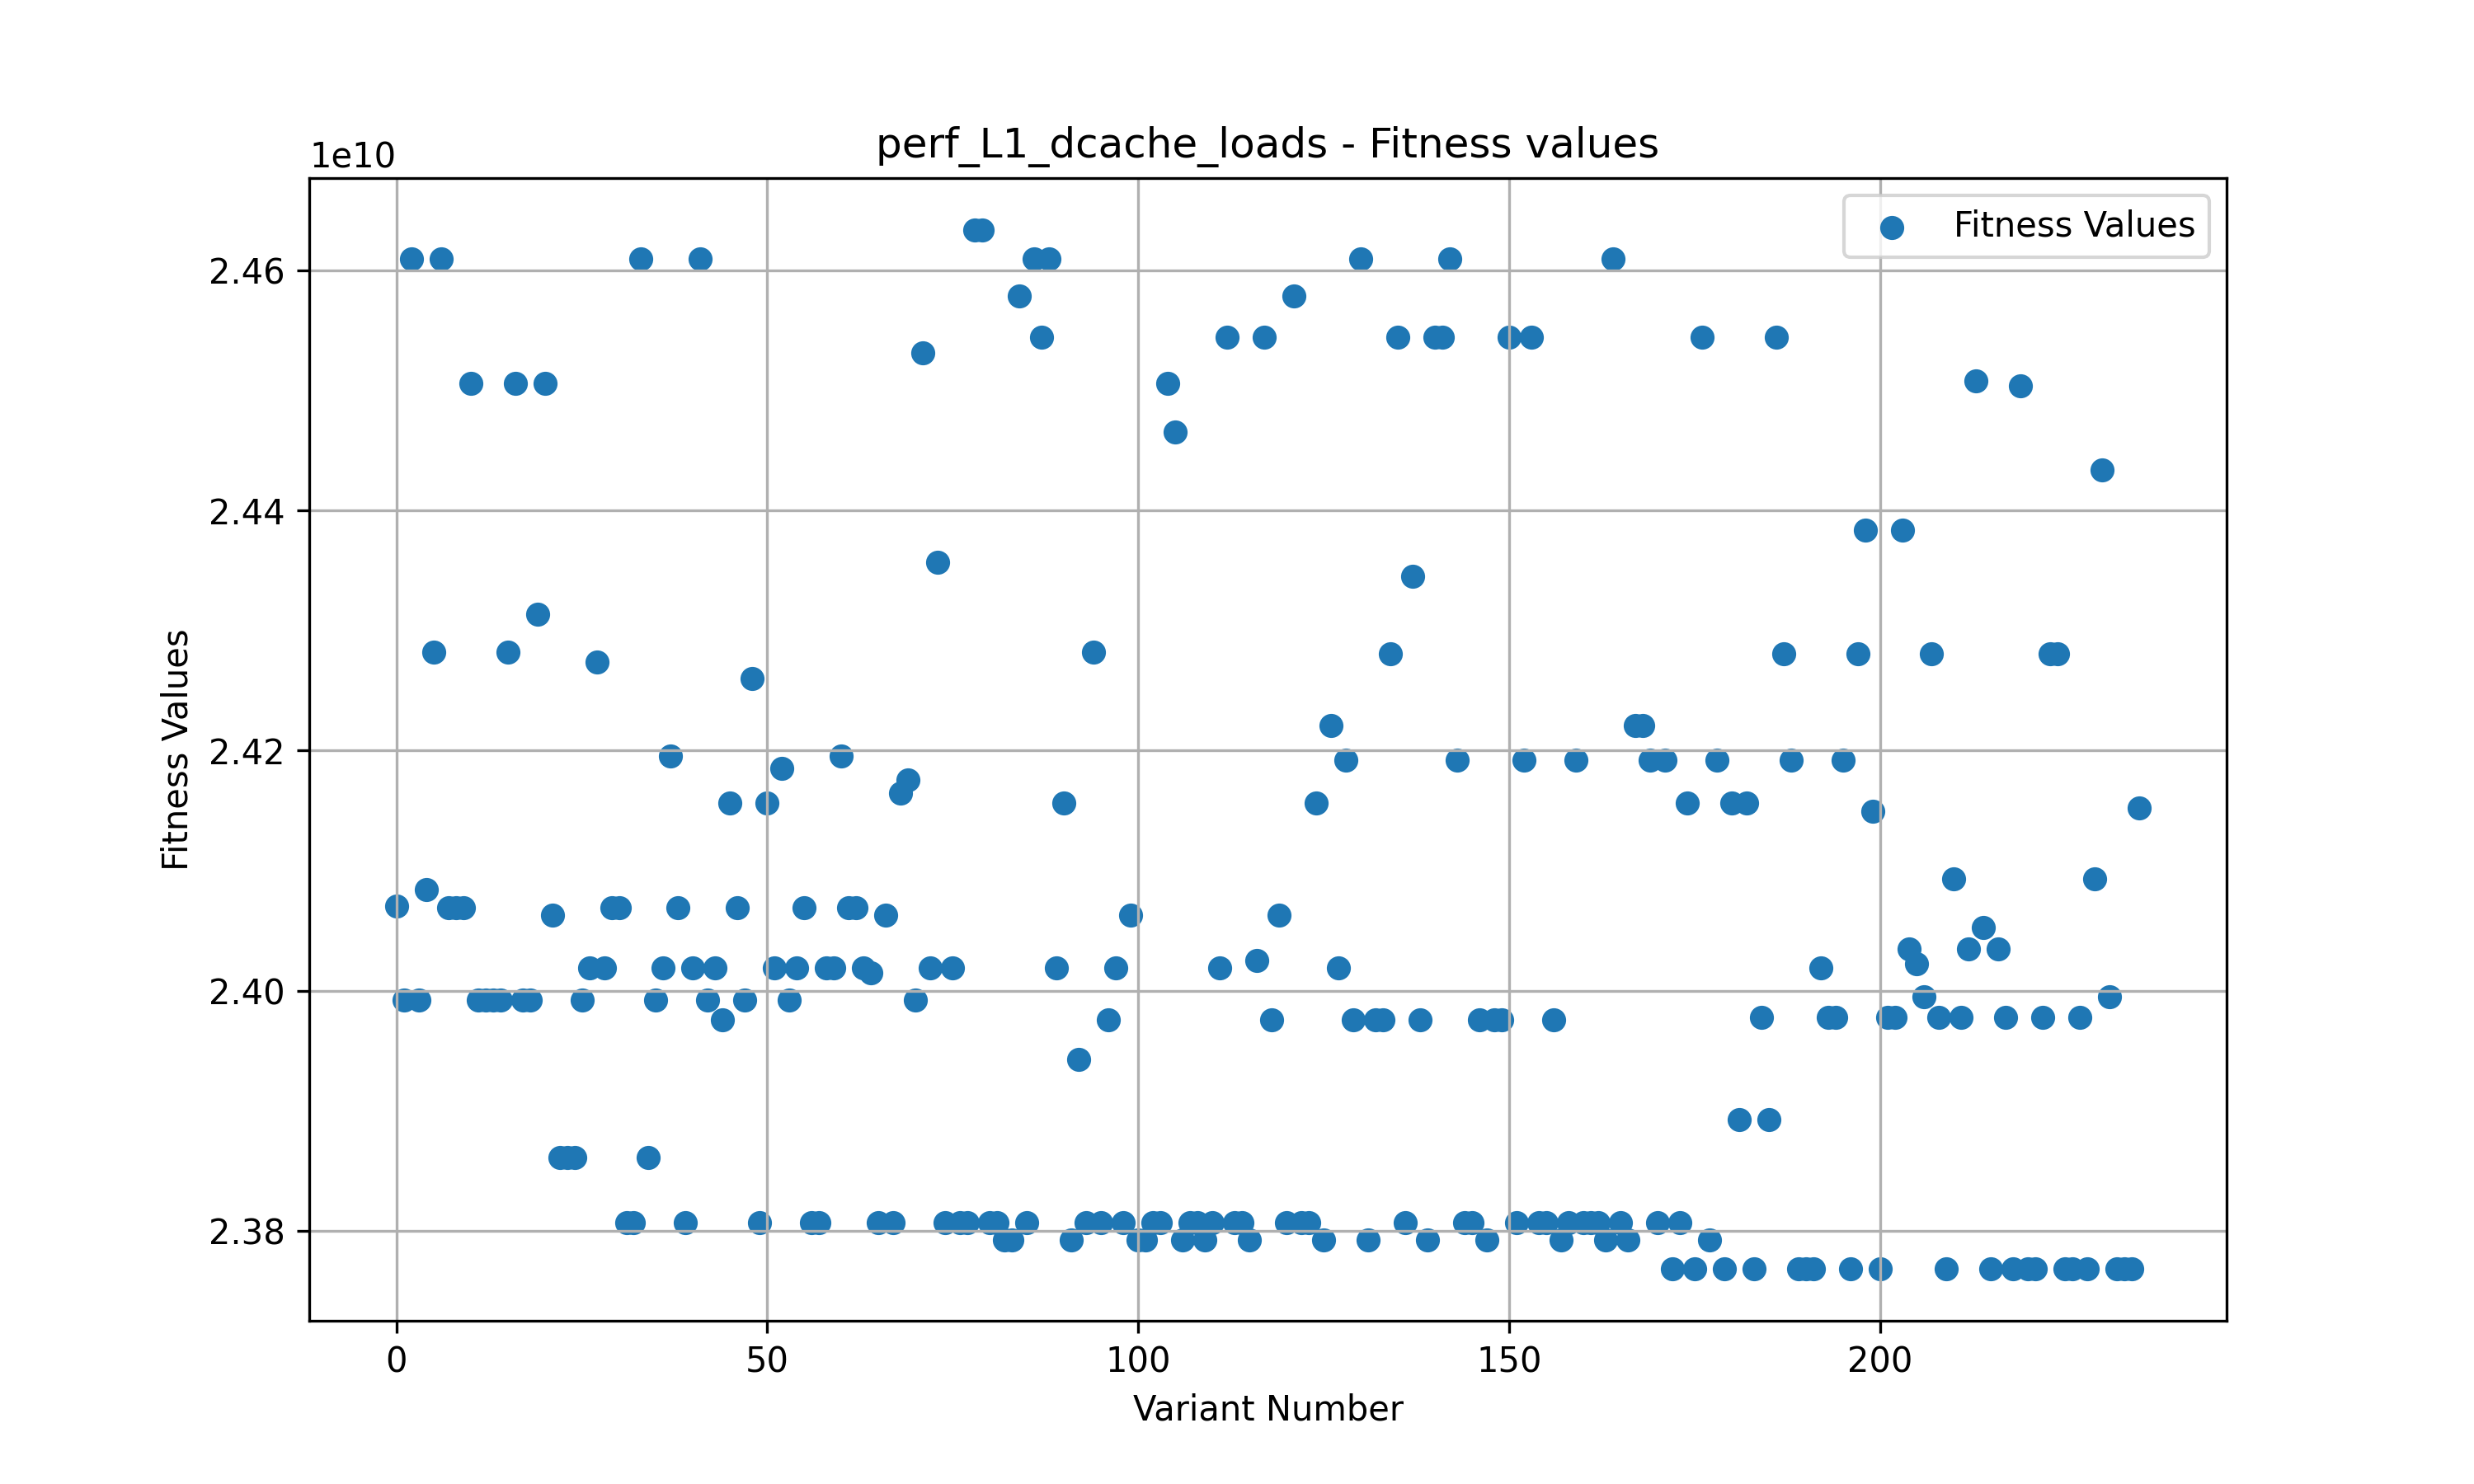 perf_L1_dcache_loads - Fitness values
1e10
Fitness Values
2.46
2.44
2.42
2.40
2.38
Fitness Values
0 50 100 150 200
Variant Number